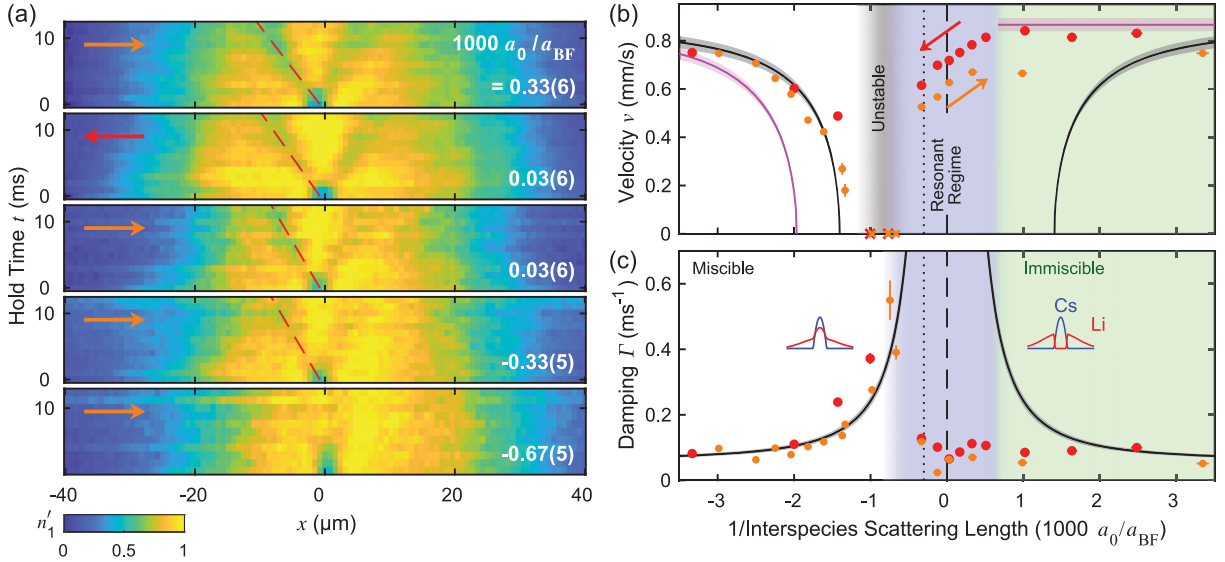 (a)
Hold Time t (ms)
10
0
1000 a0/aBF
= 0.33(6)
10
0
0.03(6)
10
0
0.03(6)
10
0
-0.33(5)
10
-0.67(5)
-40 -20 0 20 40
x (μm)
n′1
0 0.5 1
(b)
Velocity v (mm/s)
0.8
0.6
0.4
0.2
0
Unstable
Resonant
Regime
(c)
Damping Γ (ms-1)
0.6
0.4
0.2
0
Miscible
Immiscible
Cs
Li
-3 -2 -1 0 1 2 3
1/Interspecies Scattering Length (1000 a0/aBF)